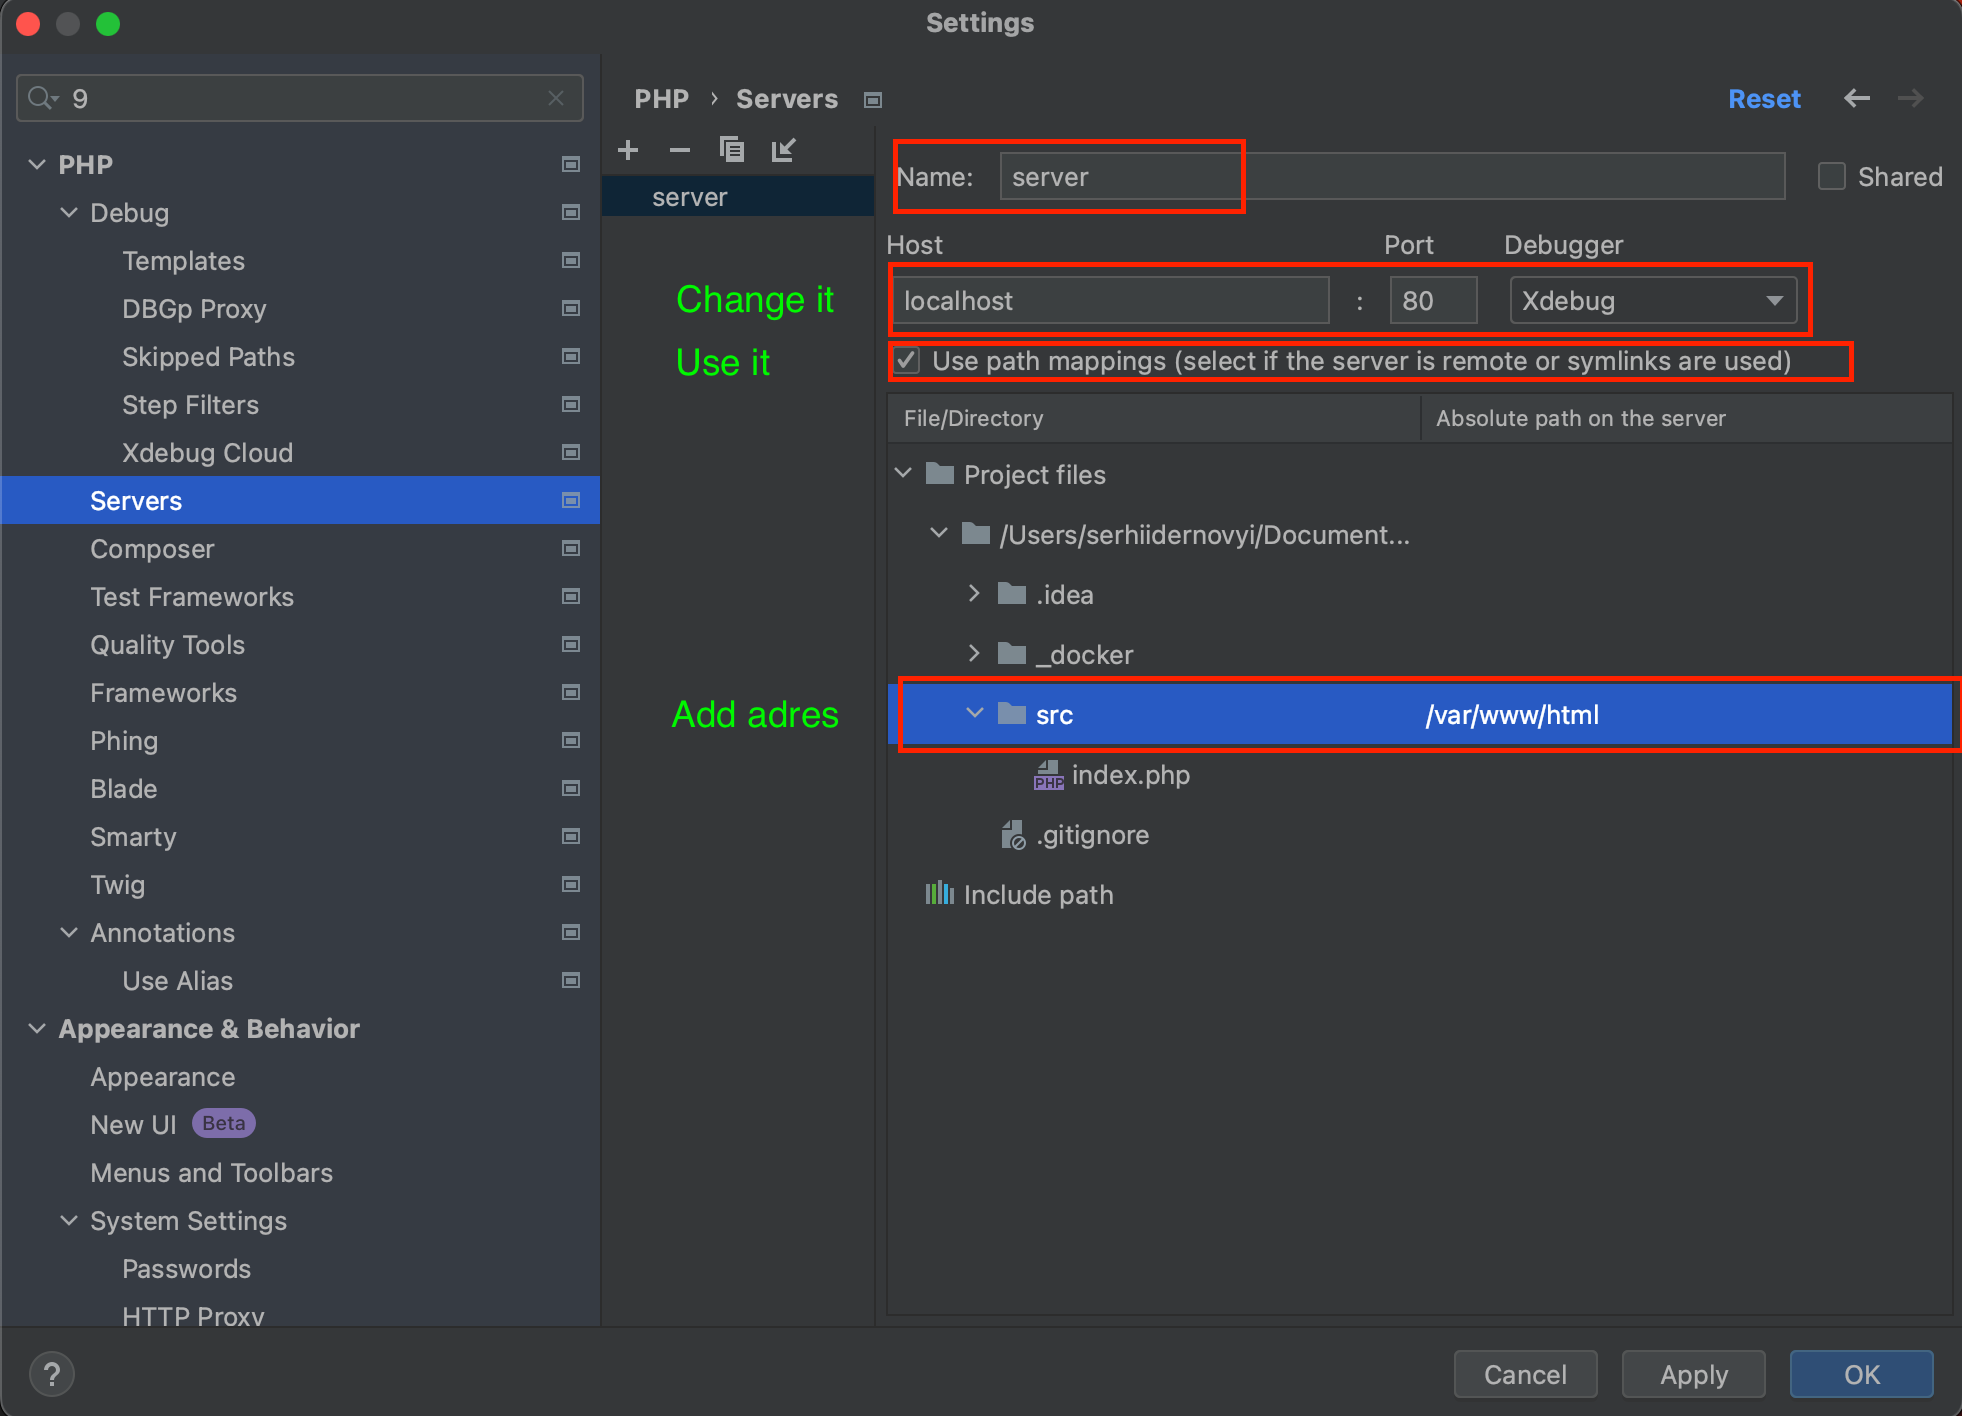 Settings
9
PHP
Debug
Templates
DBGp Proxy
Skipped Paths
Step Filters
Xdebug Cloud
Servers
Composer
Test Frameworks
Quality Tools
Frameworks
Phing
Blade
Smarty
Twig
Annotations
Use Alias
Appearance & Behavior
Appearance
New UI Beta
Menus and Toolbars
System Settings
Passwords
HTTP Proxy
PHP › Servers
Reset
server
Name: server
Shared
Host Port Debugger
Change it
localhost : 80 Xdebug
Use it
Use path mappings (select if the server is remote or symlinks are used)
File/Directory Absolute path on the server
Project files
/Users/serhiidernovyi/Document...
.idea
_docker
Add adres
src /var/www/html
PHP index.php
.gitignore
Include path
?
Cancel Apply OK